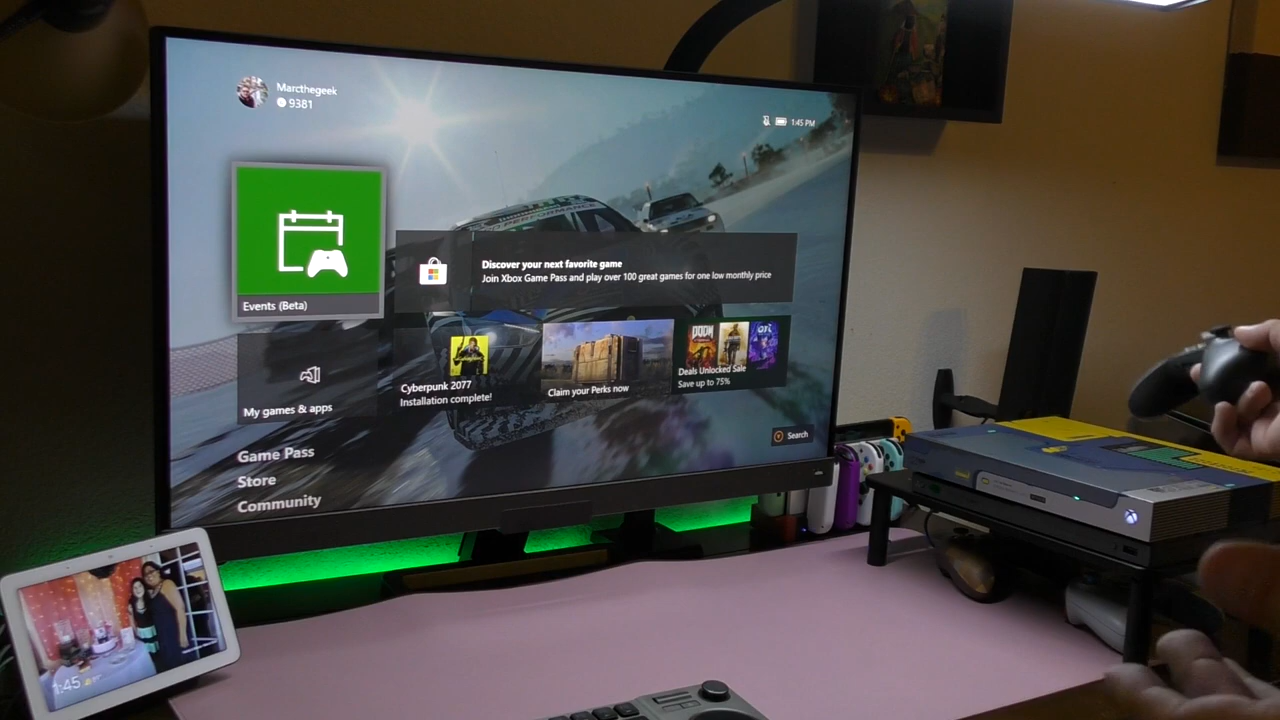 Marcthegeek
9381
1:45 PM
PERFORMANCE
Events (Beta)
Discover your next favorite game
Join Xbox Game Pass and play over 100 great games for one low monthly price
My games & apps
Cyberpunk 2077
Installation complete!
Claim your Perks now
DOOM
Deals Unlocked Sale
Save up to 75%
Search
Game Pass
Store
Community
1:45